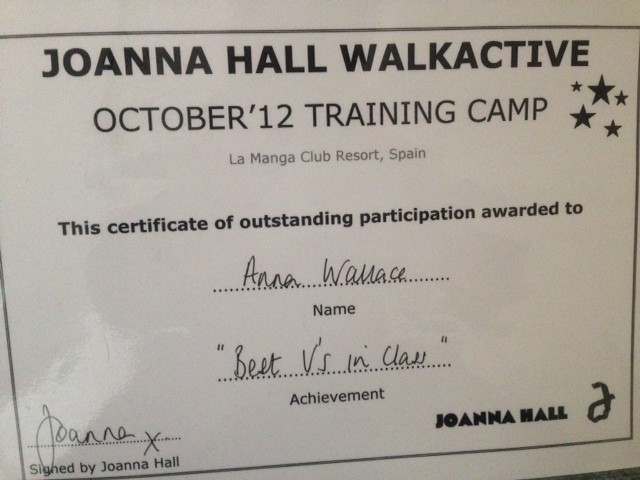 JOANNA HALL WALKACTIVE
OCTOBER'12 TRAINING CAMP
La Manga Club Resort, Spain
This certificate of outstanding participation awarded to
Anna Wallace
Name
"Best V's in Class"
Achievement
Joanna x
Signed by Joanna Hall
JOANNA HALL